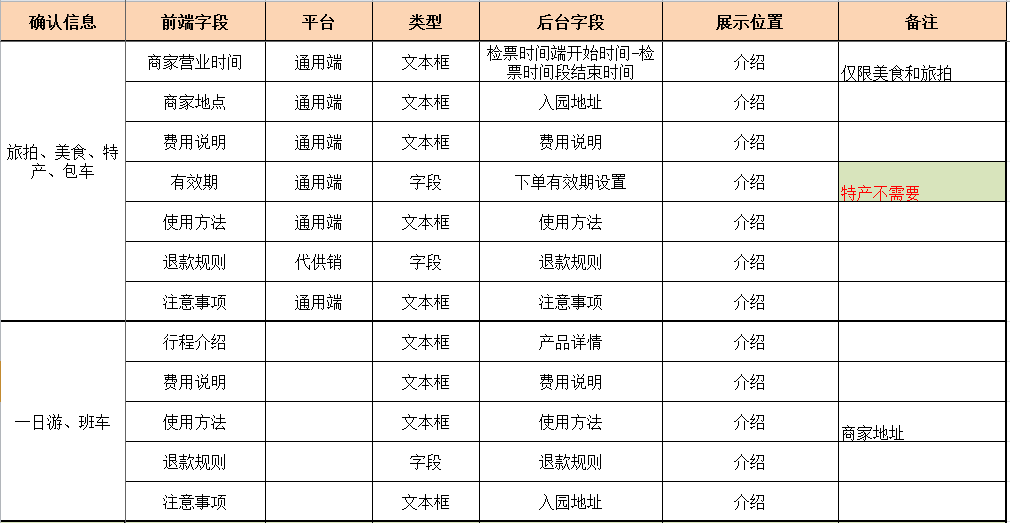 确认信息 前端字段 平台 类型 后台字段 展示位置 备注
旅拍、美食、特
产、包车
商家营业时间 通用端 文本框 检票时间端开始时间-检
票时间段结束时间 介绍 仅限美食和旅拍
商家地点 通用端 文本框 入园地址 介绍
费用说明 通用端 文本框 费用说明 介绍
有效期 通用端 字段 下单有效期设置 介绍 特产不需要
使用方法 通用端 文本框 使用方法 介绍
退款规则 代供销 字段 退款规则 介绍
注意事项 通用端 文本框 注意事项 介绍
一日游、班车
行程介绍 文本框 产品详情 介绍
费用说明 文本框 费用说明 介绍
使用方法 文本框 使用方法 介绍 商家地址
退款规则 字段 退款规则 介绍
注意事项 文本框 入园地址 介绍